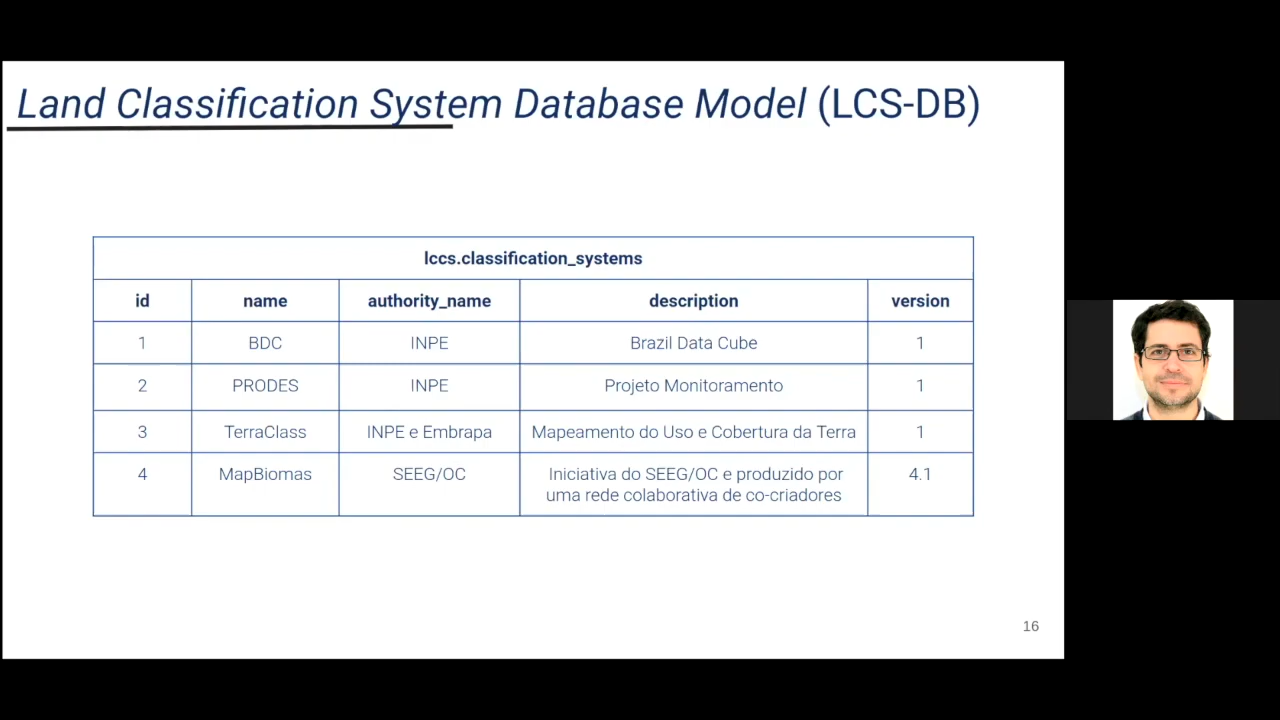 Land Classification System Database Model (LCS-DB)
lccs.classification_systems
id name authority_name description version
1 BDC INPE Brazil Data Cube 1
2 PRODES INPE Projeto Monitoramento 1
3 TerraClass INPE e Embrapa Mapeamento do Uso e Cobertura da Terra 1
4 MapBiomas SEEG/OC Iniciativa do SEEG/OC e produzido por 4.1
uma rede colaborativa de co-criadores
16